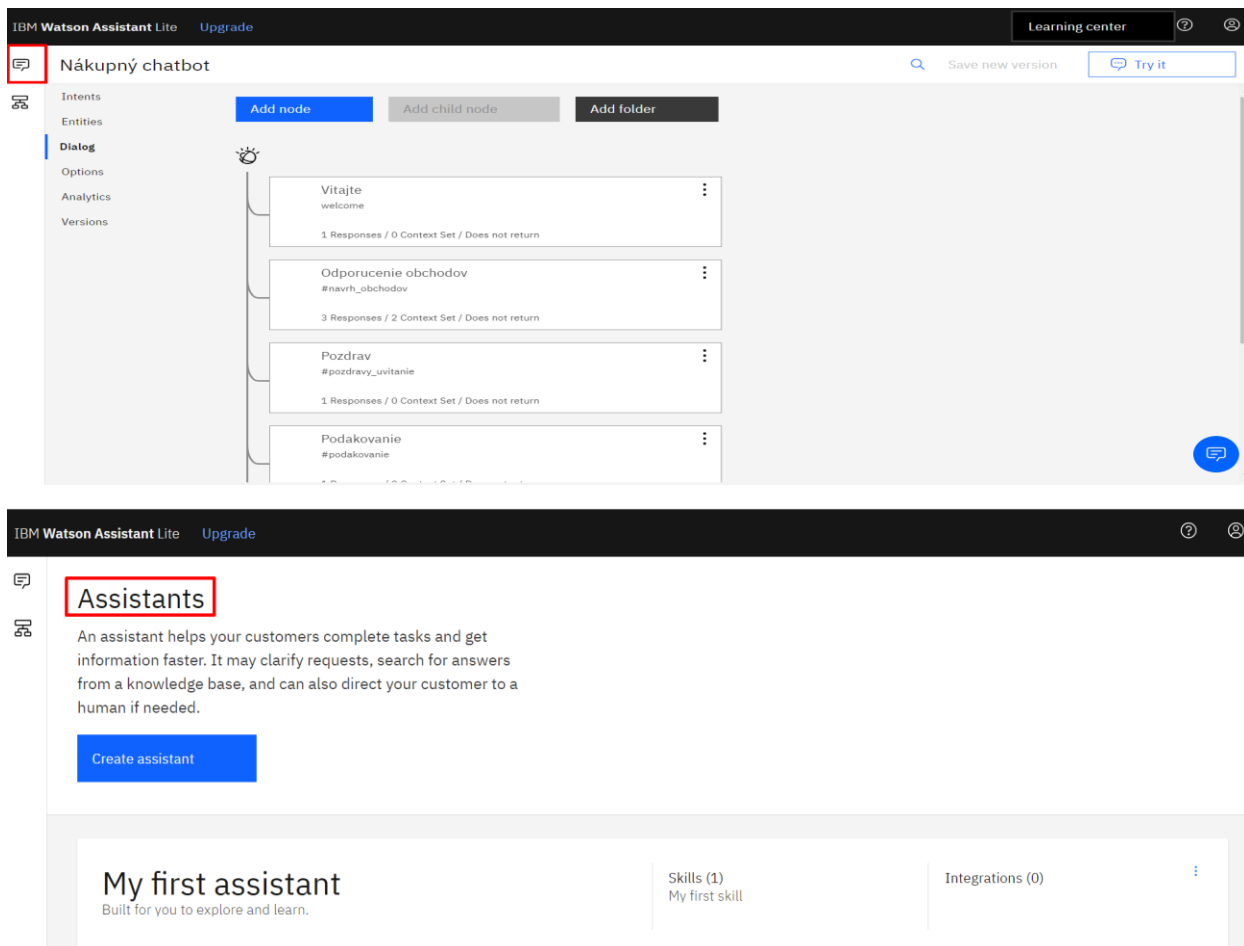 IBM Watson Assistant Lite Upgrade Learning center
Nákupný chatbot Save new version Try it
Intents
Entities
Dialog
Options
Analytics
Versions
Add node Add child node Add folder
Vitajte
welcome
1 Responses / 0 Context Set / Does not return
Odporucenie obchodov
#navrh_obchodov
3 Responses / 2 Context Set / Does not return
Pozdrav
#pozdravy_uvitanie
1 Responses / 0 Context Set / Does not return
Podakovanie
#podakovanie
IBM Watson Assistant Lite Upgrade
Assistants
An assistant helps your customers complete tasks and get
information faster. It may clarify requests, search for answers
from a knowledge base, and can also direct your customer to a
human if needed.
Create assistant
My first assistant
Built for you to explore and learn.
Skills (1)
My first skill
Integrations (0)